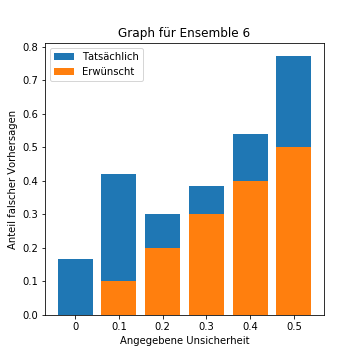 Graph für Ensemble 6
Tatsächlich
Erwünscht
Anteil falscher Vorhersagen
0.8
0.7
0.6
0.5
0.4
0.3
0.2
0.1
0.0
0 0.1 0.2 0.3 0.4 0.5
Angegebene Unsicherheit